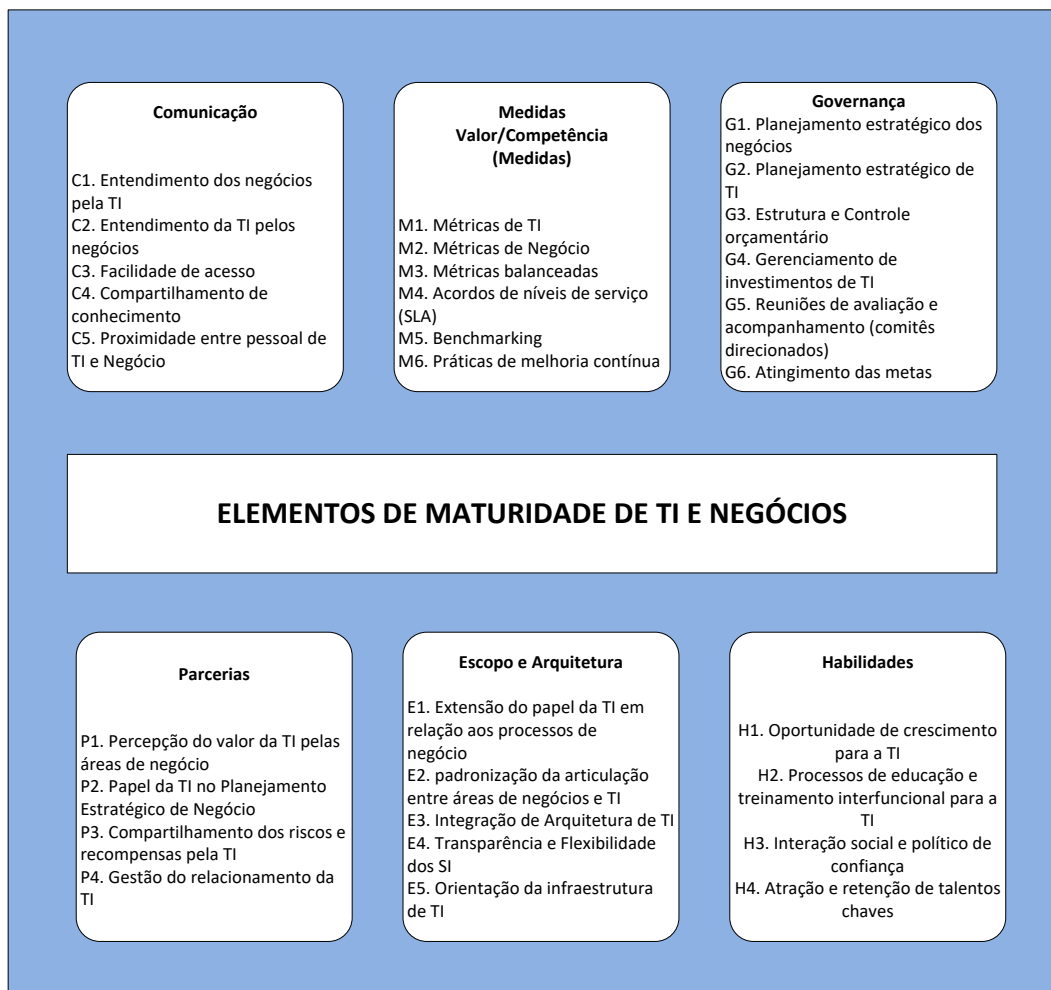 Comunicação
C1. Entendimento dos negócios
pela TI
C2. Entendimento da TI pelos
negócios
C3. Facilidade de acesso
C4. Compartilhamento de
conhecimento
C5. Proximidade entre pessoal de
TI e Negócio
Medidas
Valor/Competência
(Medidas)
M1. Métricas de TI
M2. Métricas de Negócio
M3. Métricas balanceadas
M4. Acordos de níveis de serviço
(SLA)
M5. Benchmarking
M6. Práticas de melhoria contínua
Governança
G1. Planejamento estratégico dos
negócios
G2. Planejamento estratégico de
TI
G3. Estrutura e Controle
orçamentário
G4. Gerenciamento de
investimentos de TI
G5. Reuniões de avaliação e
acompanhamento (comitês
direcionados)
G6. Atingimento das metas
ELEMENTOS DE MATURIDADE DE TI E NEGÓCIOS
Parcerias
P1. Percepção do valor da TI pelas
áreas de negócio
P2. Papel da TI no Planejamento
Estratégico de Negócio
P3. Compartilhamento dos riscos e
recompensas pela TI
P4. Gestão do relacionamento da
TI
Escopo e Arquitetura
E1. Extensão do papel da TI em
relação aos processos de
negócio
E2. padronização da articulação
entre áreas de negócios e TI
E3. Integração de Arquitetura de TI
E4. Transparência e Flexibilidade
dos SI
E5. Orientação da infraestrutura
de TI
Habilidades
H1. Oportunidade de crescimento
para a TI
H2. Processos de educação e
treinamento interfuncional para a
TI
H3. Interação social e político de
confiança
H4. Atração e retenção de talentos
chaves